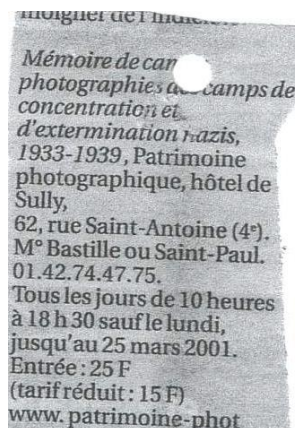 Mémoire de
photographies camps de
concentration et
d'extermination nazis,
1933-1939, Patrimoine
photographique, hôtel de
Sully,
62, rue Saint-Antoine (4ᵉ).
M° Bastille ou Saint-Paul.
01.42.74.47.75.
Tous les jours de 10 heures
à 18 h 30 sauf le lundi,
jusqu'au 25 mars 2001.
Entrée : 25 F
(tarif réduit : 15 F)
www. patrimoine-phot